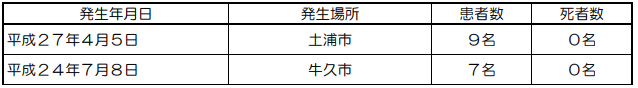 発生年月日 発生場所 患者数 死者数
平成２７年４月５日 土浦市 ９名 ０名
平成２４年７月８日 牛久市 ７名 ０名